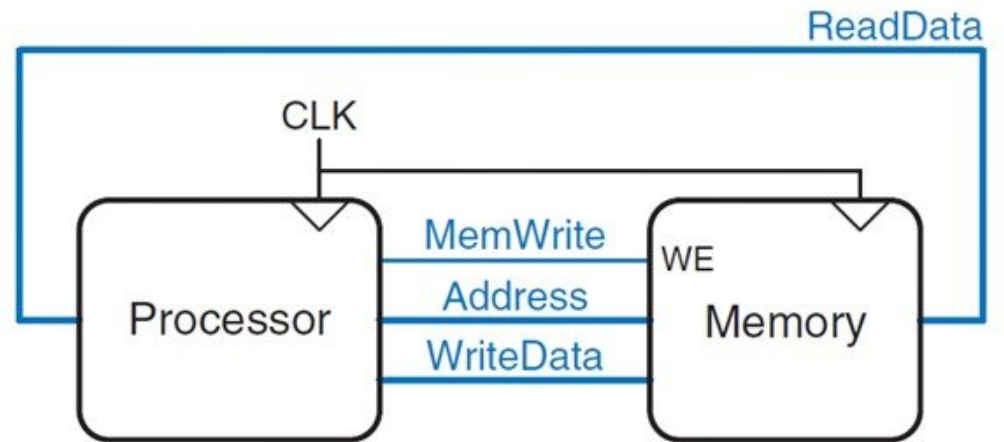 ReadData
CLK
MemWrite
WE
Address
Processor
Memory
WriteData